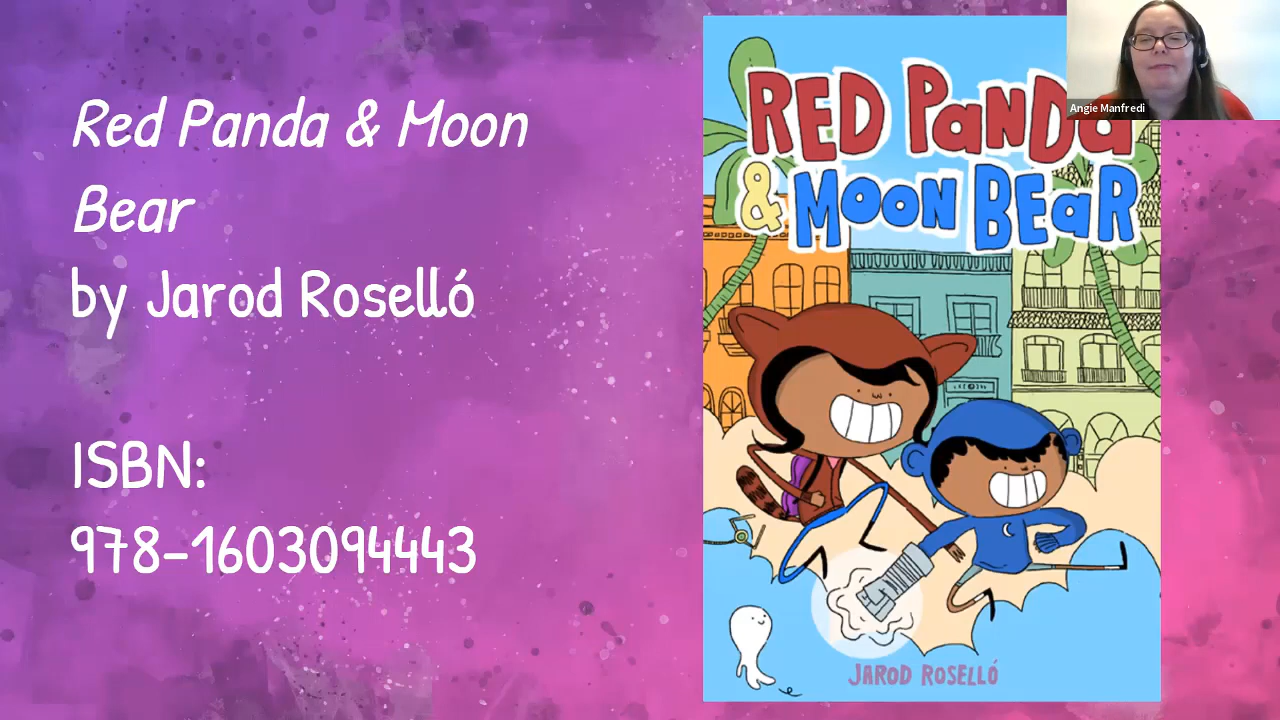 Red Panda & Moon
Bear
by Jarod Roselló
ISBN:
978-1603094443
RED PaNDa
& MOON BEaR
JAROD ROSELLÓ
Angie Manfredi